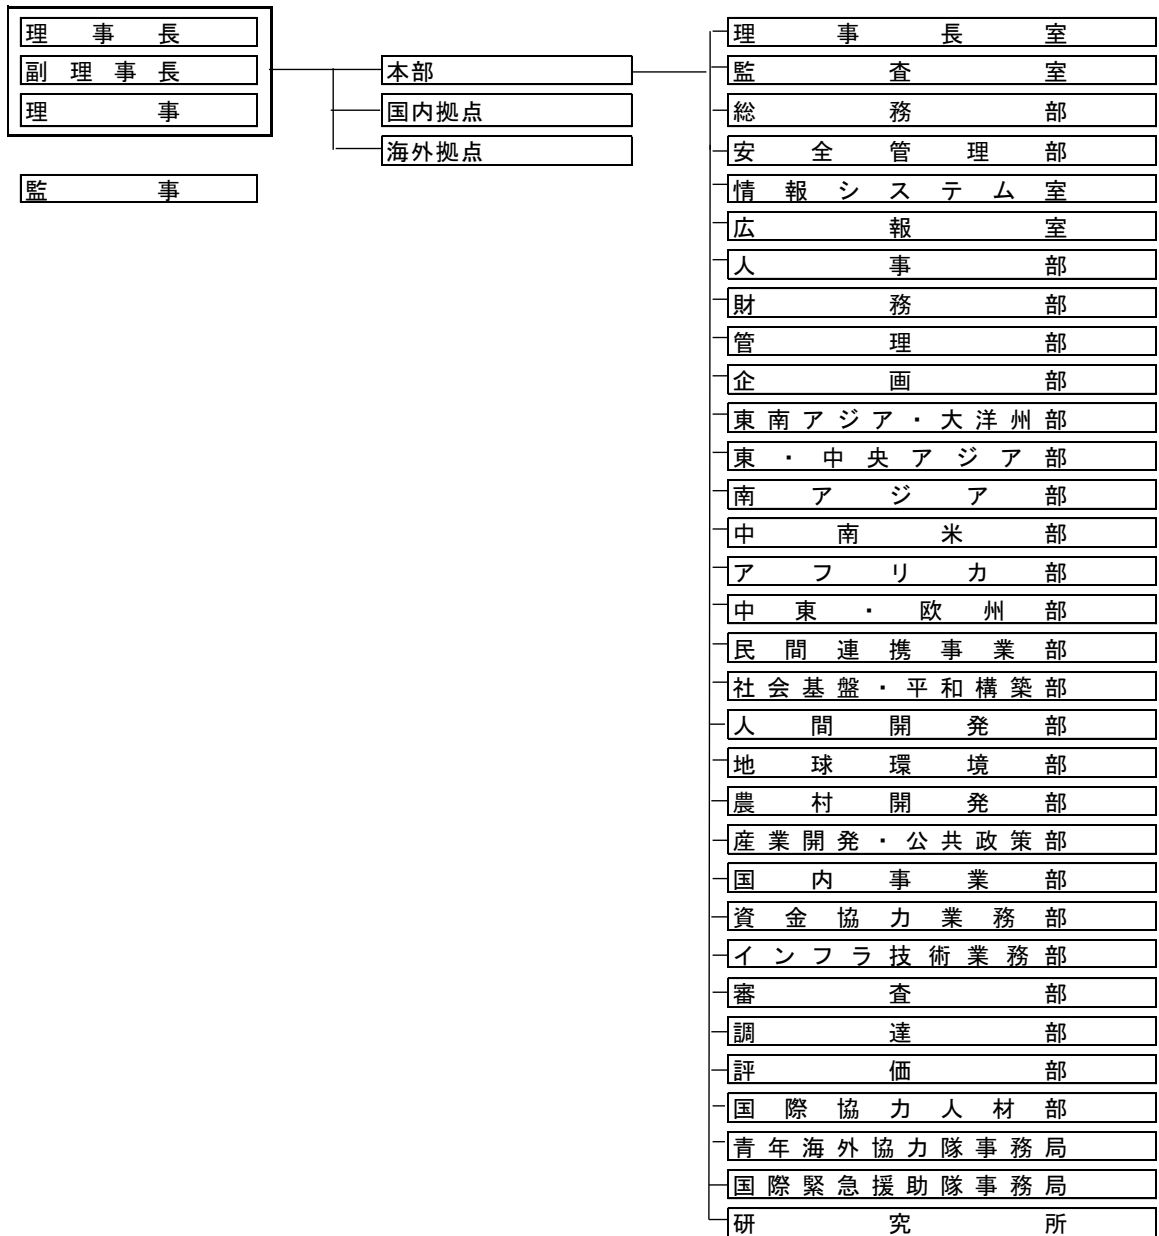 理事長
副理事長
理事
監事
本部
国内拠点
海外拠点
理事長室
監査室
総務部
安全管理部
情報システム室
広報室
人事部
財務部
管理部
企画部
東南アジア・大洋州部
東・中央アジア部
南アジア部
中南米部
アフリカ部
中東・欧州部
民間連携事業部
社会基盤・平和構築部
人間開発部
地球環境部
農村開発部
産業開発・公共政策部
国内事業部
資金協力業務部
インフラ技術業務部
審査部
調達部
評価部
国際協力人材部
青年海外協力隊事務局
国際緊急援助隊事務局
研究所